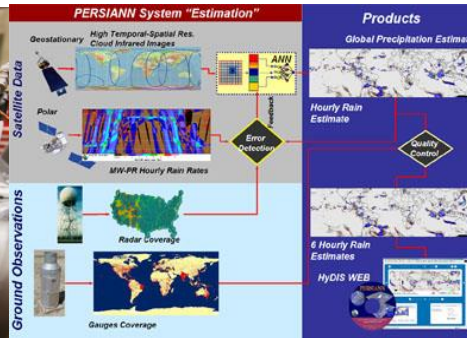 PERSIANN System "Estimation"
Products
Satellite Data
Geostationary
High Temporal-Spatial Res.
Cloud Infrared Images
ANN
Global Precipitation Estimate
Feedback
Hourly Rain
Estimate
Polar
Error
Detection
Quality
Control
MW-PR Hourly Rain Rates
Ground Observations
Radar Coverage
6 Hourly Rain
Estimates
HyDIS WEB
Gauges Coverage
PERSIANN